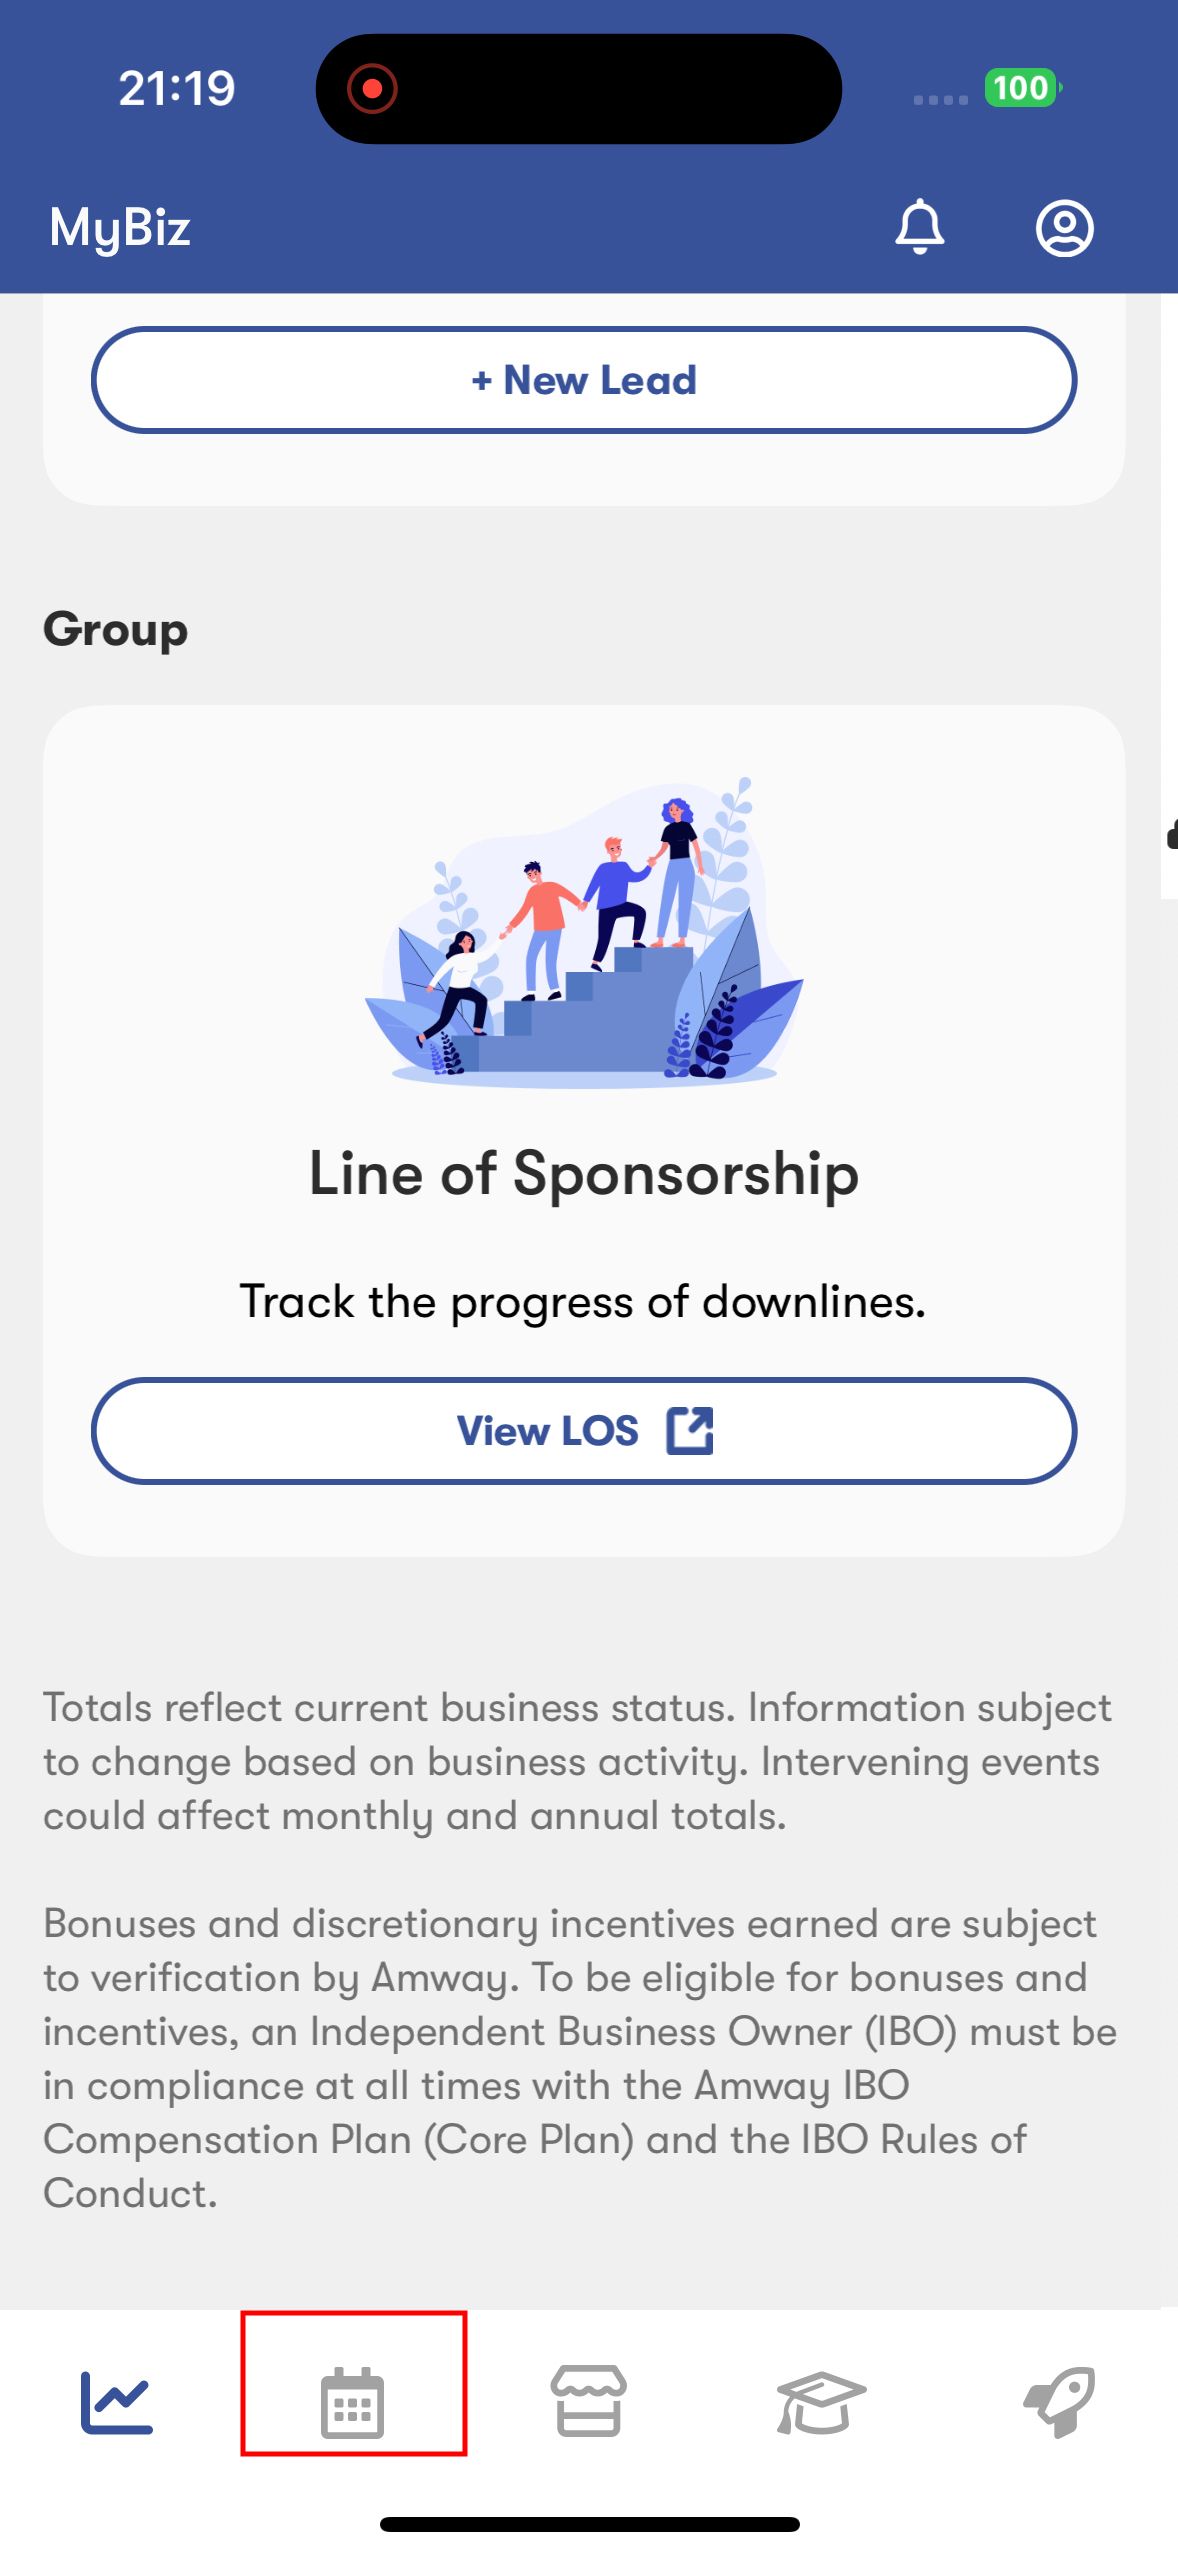 21:19
100
MyBiz
+ New Lead
Group
Line of Sponsorship
Track the progress of downlines.
View LOS
Totals reflect current business status. Information subject
to change based on business activity. Intervening events
could affect monthly and annual totals.
Bonuses and discretionary incentives earned are subject
to verification by Amway. To be eligible for bonuses and
incentives, an Independent Business Owner (IBO) must be
in compliance at all times with the Amway IBO
Compensation Plan (Core Plan) and the IBO Rules of
Conduct.